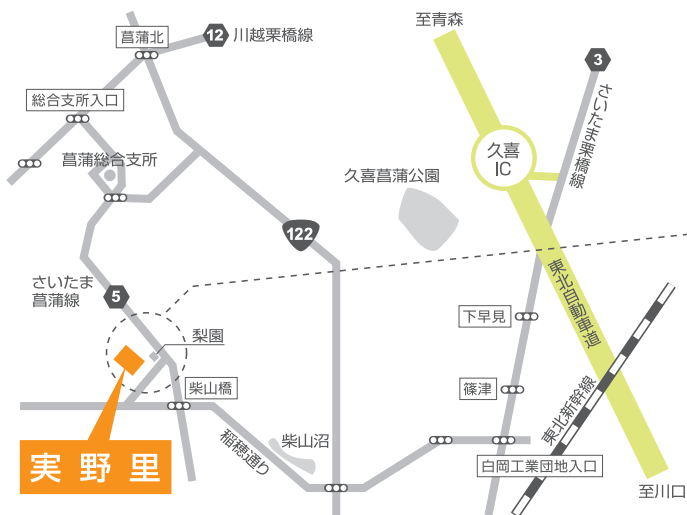 至青森
菖蒲北
12
川越栗橋線
3
さいたま栗橋線
総合支所入口
菖蒲総合支所
久喜
IC
久喜菖蒲公園
122
さいたま
菖蒲線
5
東北自動車道
下早見
梨園
柴山橋
篠津
東北新幹線
稲穂通り
柴山沼
実野里
白岡工業団地入口
至川口